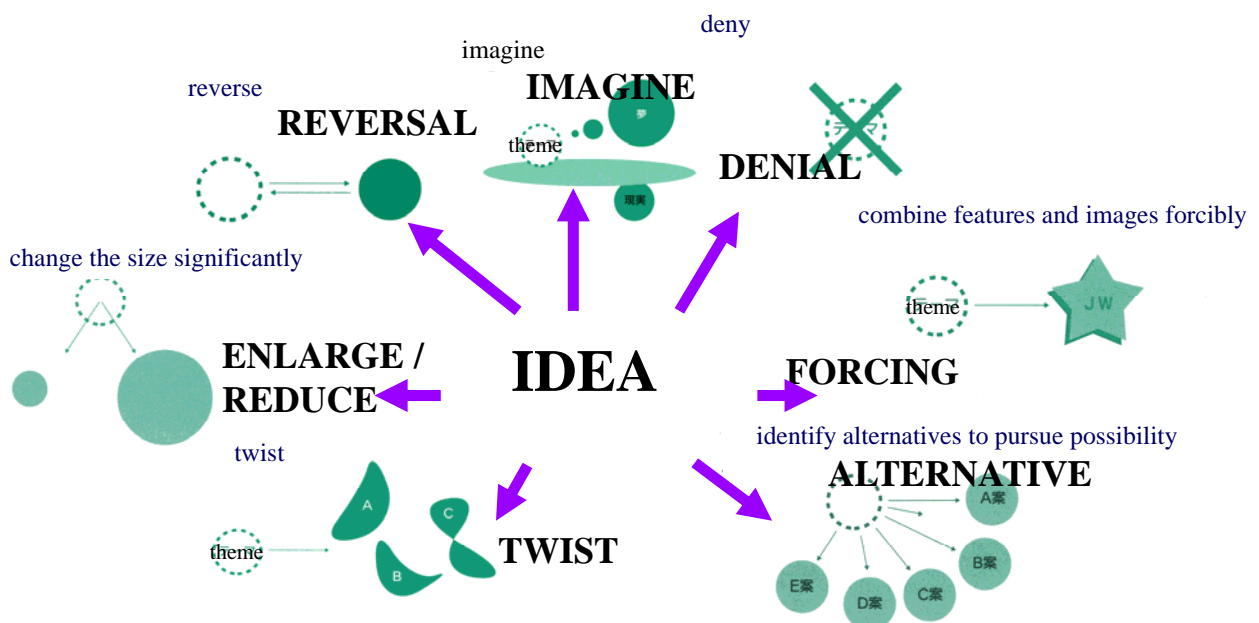 deny
imagine
IMAGINE
reverse
REVERSAL
夢
theme
テーマ
DENIAL
現実
combine features and images forcibly
change the size significantly
theme
JW
ENLARGE /
REDUCE
IDEA
FORCING
identify alternatives to pursue possibility
ALTERNATIVE
twist
A
C
B
theme
TWIST
A案
B案
C案
D案
E案